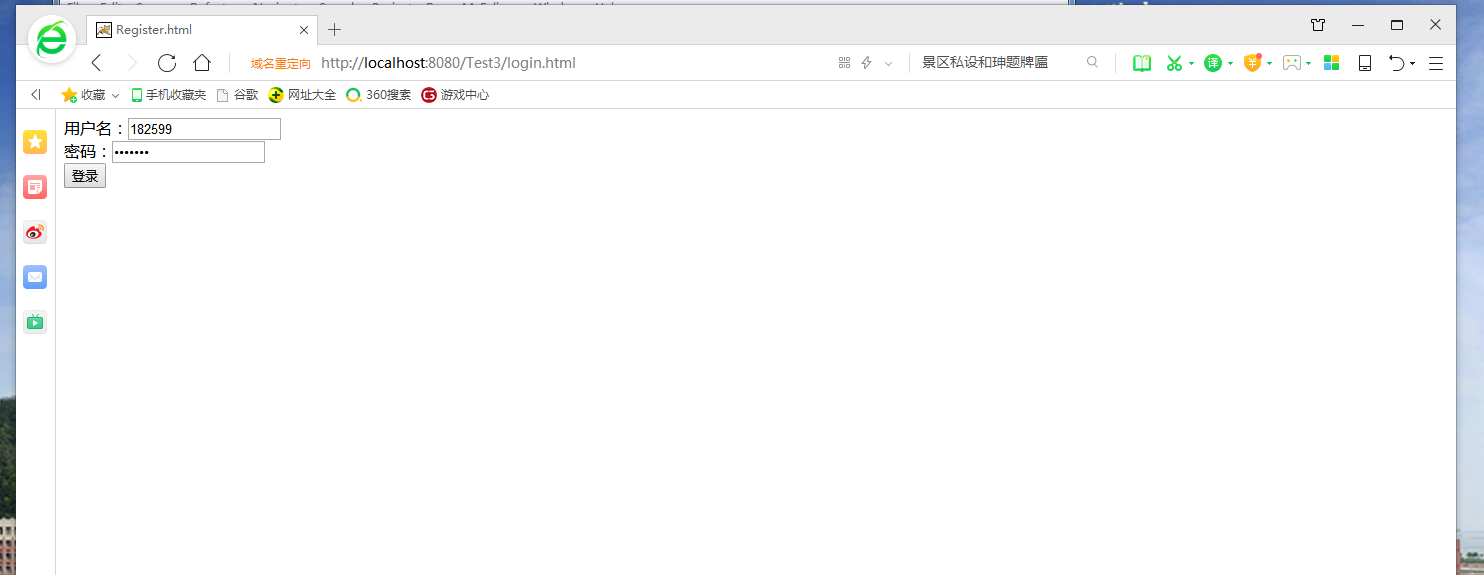 Register.html
域名重定向 http://localhost:8080/Test3/login.html
景区私设和珅题牌匾
译
收藏 手机收藏夹 谷歌 网址大全 360搜索 游戏中心
用户名：182599
密码：•••••••
登录